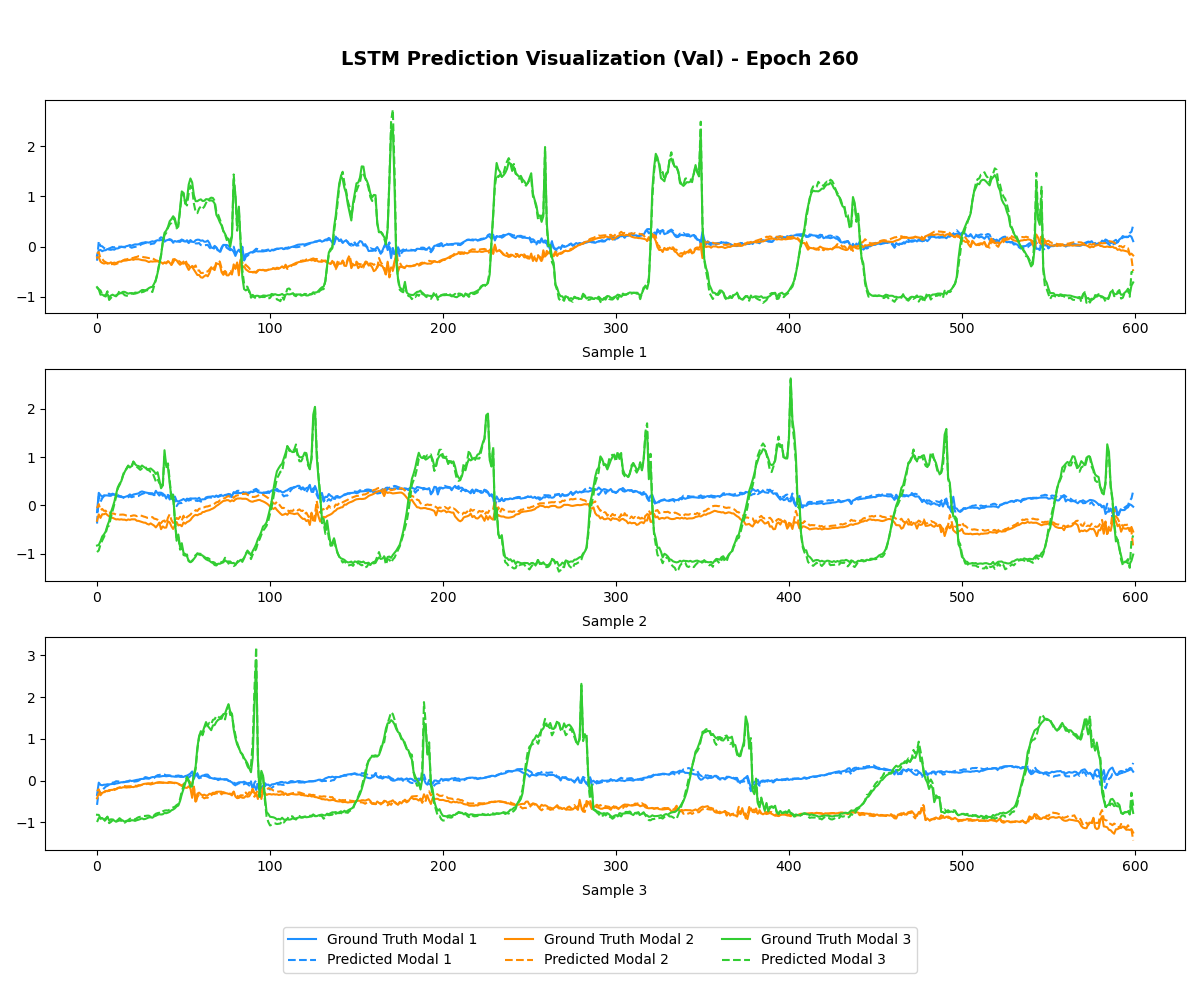 LSTM Prediction Visualization (Val) - Epoch 260
2
1
0
−1
0 100 200 300 400 500 600
Sample 1
2
1
0
−1
0 100 200 300 400 500 600
Sample 2
3
2
1
0
−1
0 100 200 300 400 500 600
Sample 3
Ground Truth Modal 1 Ground Truth Modal 2 Ground Truth Modal 3
Predicted Modal 1 Predicted Modal 2 Predicted Modal 3